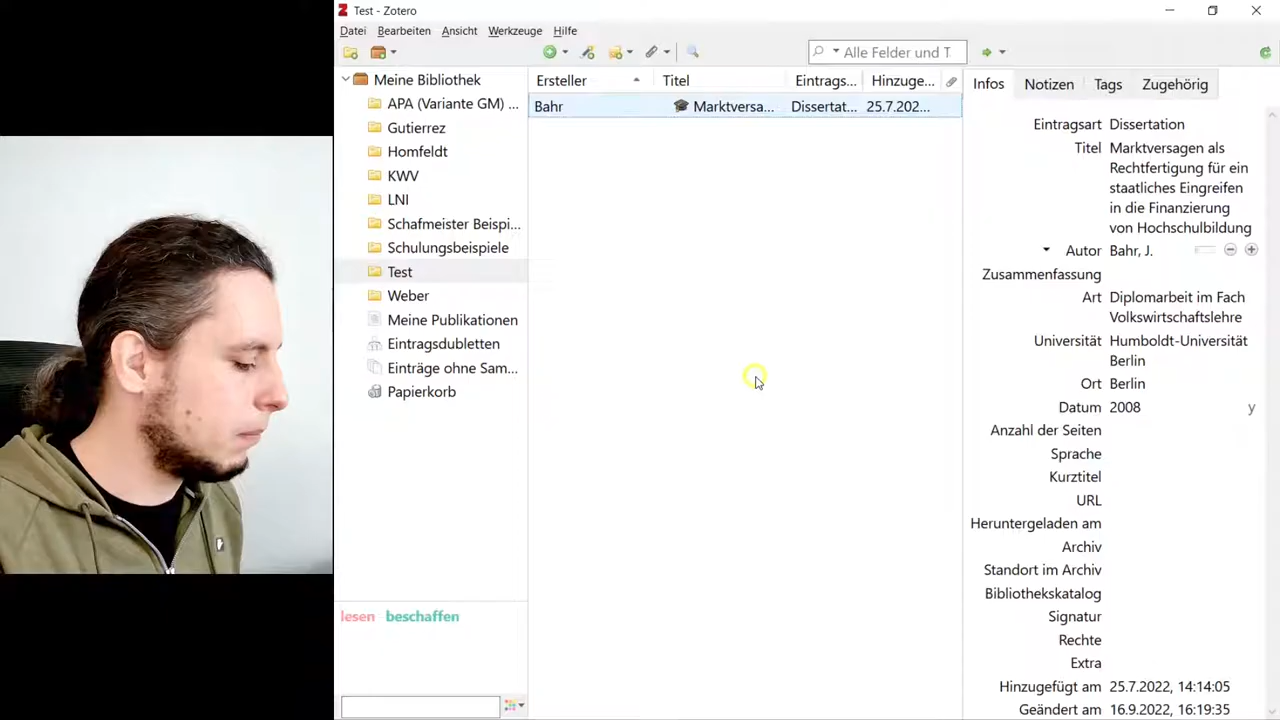 Test - Zotero
Datei Bearbeiten Ansicht Werkzeuge Hilfe
Alle Felder und T
Meine Bibliothek
APA (Variante GM) ...
Gutierrez
Homfeldt
KWV
LNI
Schafmeister Beispi...
Schulungsbeispiele
Test
Weber
Meine Publikationen
Eintragsdubletten
Einträge ohne Sam...
Papierkorb
lesen beschaffen
Ersteller Titel Eintrags... Hinzuge...
Bahr Marktversa... Dissertat... 25.7.202...
Infos Notizen Tags Zugehörig
Eintragsart Dissertation
Titel Marktversagen als
Rechtfertigung für ein
staatliches Eingreifen
in die Finanzierung
von Hochschulbildung
Autor Bahr, J.
Zusammenfassung
Art Diplomarbeit im Fach
Volkswirtschaftslehre
Universität Humboldt-Universität
Berlin
Ort Berlin
Datum 2008 y
Anzahl der Seiten
Sprache
Kurztitel
URL
Heruntergeladen am
Archiv
Standort im Archiv
Bibliothekskatalog
Signatur
Rechte
Extra
Hinzugefügt am 25.7.2022, 14:14:05
Geändert am 16.9.2022, 16:19:35